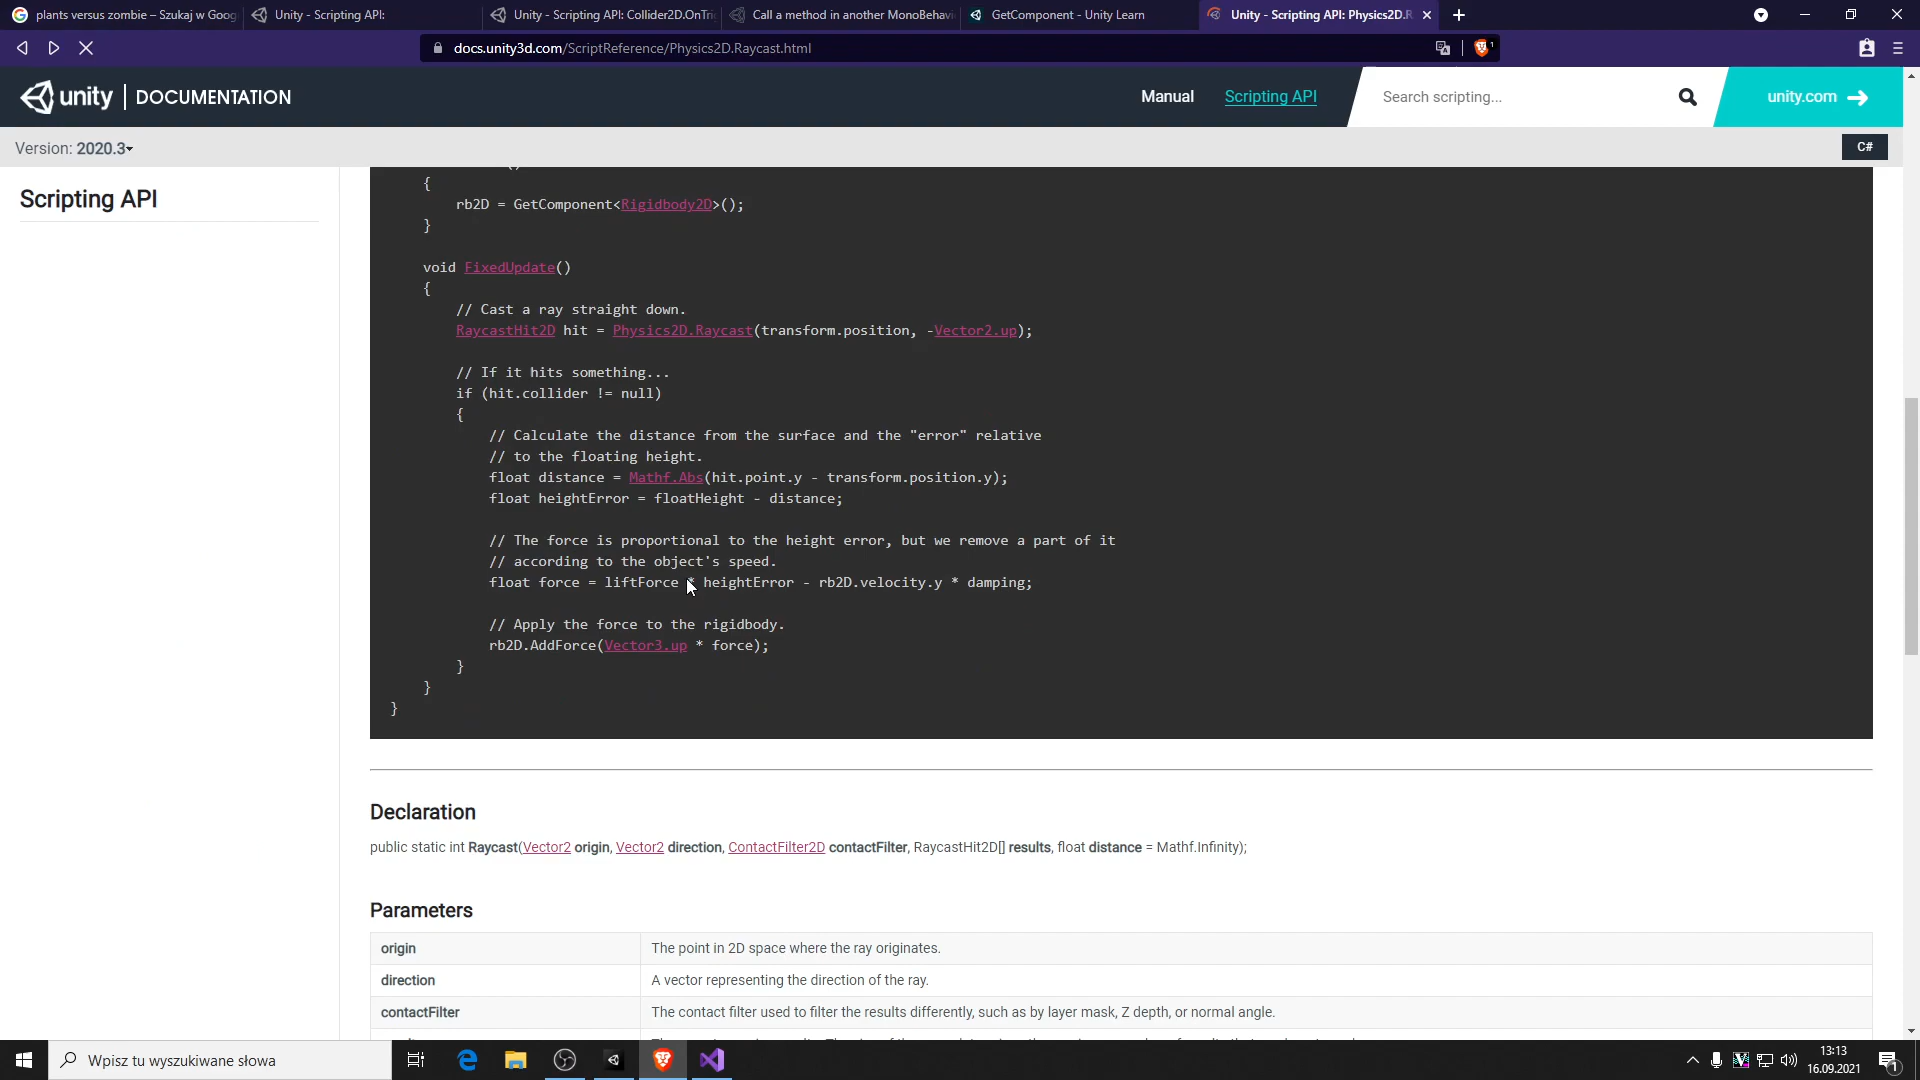 plants versus zombie – Szukaj w Goog
Unity - Scripting API:
Unity - Scripting API: Collider2D.OnTri
Call a method in another MonoBehavi
GetComponent - Unity Learn
Unity - Scripting API: Physics2D.R
docs.unity3d.com/ScriptReference/Physics2D.Raycast.html
1
unity | DOCUMENTATION
Manual
Scripting API
Search scripting...
unity.com
Version: 2020.3
C#
Scripting API
{
rb2D = GetComponent<Rigidbody2D>();
}
void FixedUpdate()
{
// Cast a ray straight down.
RaycastHit2D hit = Physics2D.Raycast(transform.position, -Vector2.up);
// If it hits something...
if (hit.collider != null)
{
// Calculate the distance from the surface and the "error" relative
// to the floating height.
float distance = Mathf.Abs(hit.point.y - transform.position.y);
float heightError = floatHeight - distance;
// The force is proportional to the height error, but we remove a part of it
// according to the object's speed.
float force = liftForce * heightError - rb2D.velocity.y * damping;
// Apply the force to the rigidbody.
rb2D.AddForce(Vector3.up * force);
}
}
}
Declaration
public static int Raycast(Vector2 origin, Vector2 direction, ContactFilter2D contactFilter, RaycastHit2D[] results, float distance = Mathf.Infinity);
Parameters
origin The point in 2D space where the ray originates.
direction A vector representing the direction of the ray.
contactFilter The contact filter used to filter the results differently, such as by layer mask, Z depth, or normal angle.
Wpisz tu wyszukiwane słowa
13:13
16.09.2021
1